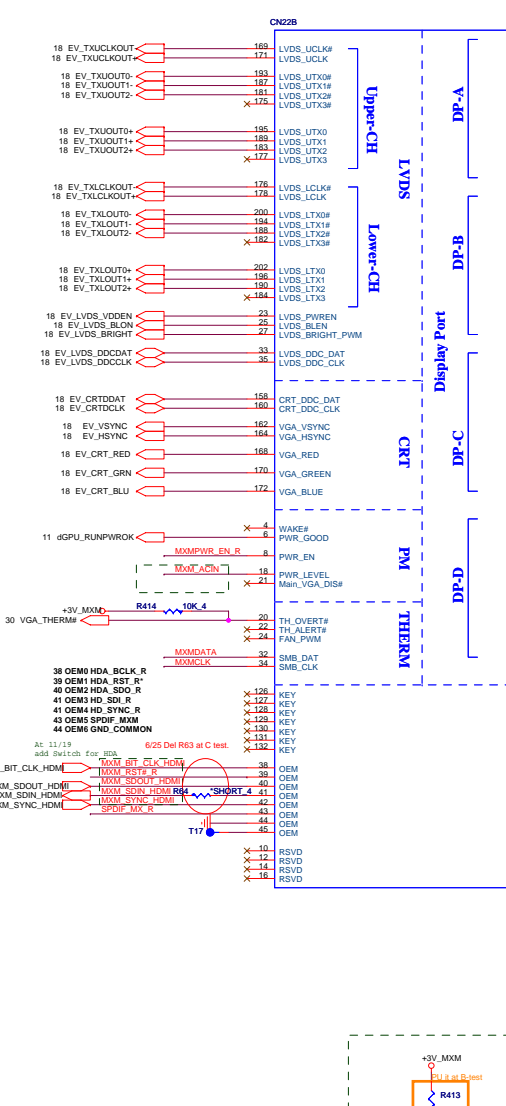 CN22B
18 EV_TXUCLKOUT- 169 LVDS_UCLK#
18 EV_TXUCLKOUT+ 171 LVDS_UCLK
18 EV_TXUOUT0- 193 LVDS_UTX0#
18 EV_TXUOUT1- 187 LVDS_UTX1#
18 EV_TXUOUT2- 181 LVDS_UTX2#
175 LVDS_UTX3#
18 EV_TXUOUT0+ 195 LVDS_UTX0
18 EV_TXUOUT1+ 189 LVDS_UTX1
18 EV_TXUOUT2+ 183 LVDS_UTX2
177 LVDS_UTX3
Upper-CH
18 EV_TXLCLKOUT- 176 LVDS_LCLK#
18 EV_TXLCLKOUT+ 178 LVDS_LCLK
18 EV_TXLOUT0- 200 LVDS_LTX0#
18 EV_TXLOUT1- 194 LVDS_LTX1#
18 EV_TXLOUT2- 188 LVDS_LTX2#
182 LVDS_LTX3#
18 EV_TXLOUT0+ 202 LVDS_LTX0
18 EV_TXLOUT1+ 196 LVDS_LTX1
18 EV_TXLOUT2+ 190 LVDS_LTX2
184 LVDS_LTX3
Lower-CH
18 EV_LVDS_VDDEN 23 LVDS_PWREN
18 EV_LVDS_BLON 25 LVDS_BLEN
18 EV_LVDS_BRIGHT 27 LVDS_BRIGHT_PWM
18 EV_LVDS_DDCDAT 33 LVDS_DDC_DAT
18 EV_LVDS_DDCCLK 35 LVDS_DDC_CLK
LVDS
18 EV_CRTDDAT 158 CRT_DDC_DAT
18 EV_CRTDCLK 160 CRT_DDC_CLK
18 EV_VSYNC 162 VGA_VSYNC
18 EV_HSYNC 164 VGA_HSYNC
18 EV_CRT_RED 168 VGA_RED
18 EV_CRT_GRN 170 VGA_GREEN
18 EV_CRT_BLU 172 VGA_BLUE
CRT
4 WAKE#
11 dGPU_RUNPWROK 6 PWR_GOOD
MXMPWR_EN_R 8 PWR_EN
MXM_ACIN 18 PWR_LEVEL
21 Main_VGA_DIS#
PM
+3V_MXM R414 10K_4
30 VGA_THERM# 20 TH_OVERT#
22 TH_ALERT#
24 FAN_PWM
MXMDATA 32 SMB_DAT
MXMCLK 34 SMB_CLK
THERM
Display Port
DP-A
DP-B
DP-C
DP-D
38 OEM0 HDA_BCLK_R
39 OEM1 HDA_RST_R*
40 OEM2 HDA_SDO_R
41 OEM3 HD_SDI_R
41 OEM4 HD_SYNC_R
43 OEM5 SPDIF_MXM
44 OEM6 GND_COMMON
126 KEY
127 KEY
128 KEY
129 KEY
130 KEY
131 KEY
132 KEY
At 11/19
add Switch for HDA
6/25 Del R63 at C test.
_BIT_CLK_HDMI MXM_BIT_CLK_HDMI 38 OEM
MXM_RST#_R 39 OEM
XM_SDOUT_HDMI MXM_SDOUT_HDMI 40 OEM
XM_SDIN_HDMI MXM_SDIN_HDMI R64 *SHORT_4 41 OEM
XM_SYNC_HDMI MXM_SYNC_HDMI 42 OEM
SPDIF_MX_R 43 OEM
44 OEM
T17 45 OEM
10 RSVD
12 RSVD
14 RSVD
16 RSVD
+3V_MXM
PU it at B-test
R413